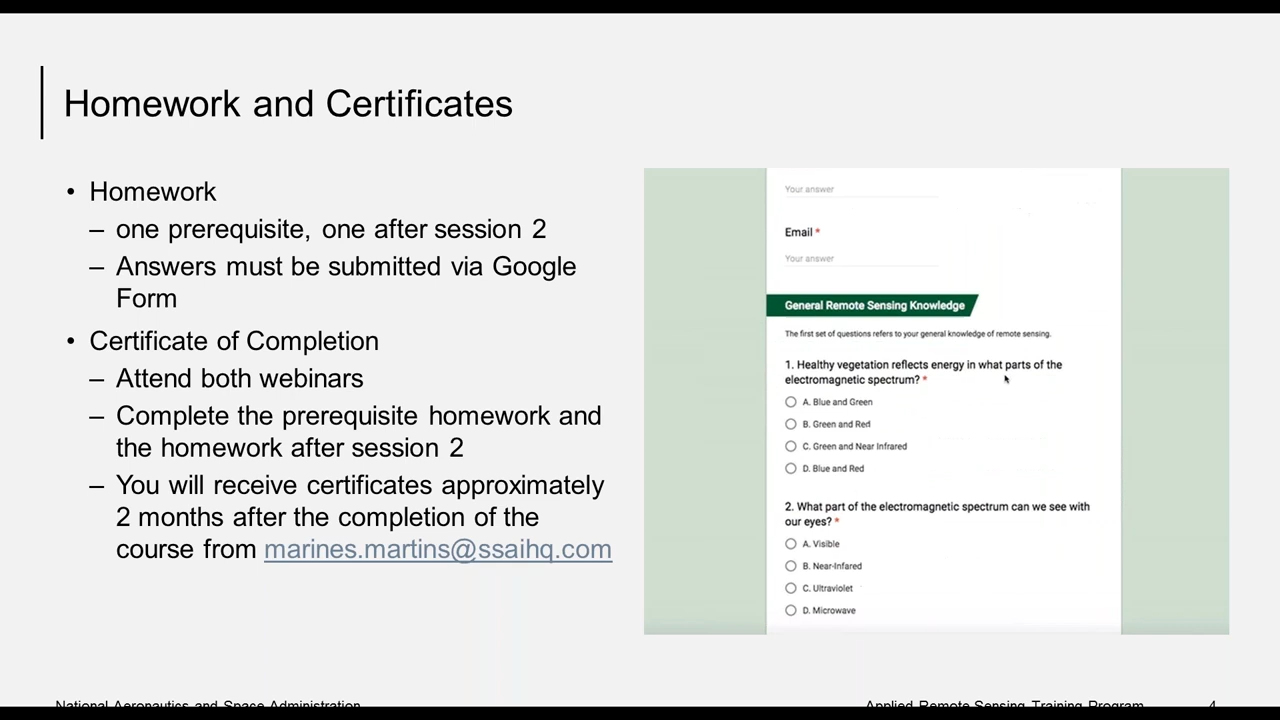 Homework and Certificates
• Homework
– one prerequisite, one after session 2
– Answers must be submitted via Google
Form
• Certificate of Completion
– Attend both webinars
– Complete the prerequisite homework and
the homework after session 2
– You will receive certificates approximately
2 months after the completion of the
course from marines.martins@ssaihq.com
Your answer
Email *
Your answer
General Remote Sensing Knowledge
The first set of questions refers to your general knowledge of remote sensing.
1. Healthy vegetation reflects energy in what parts of the
electromagnetic spectrum? *
A. Blue and Green
B. Green and Red
C. Green and Near Infrared
D. Blue and Red
2. What part of the electromagnetic spectrum can we see with
our eyes? *
A. Visible
B. Near-Infared
C. Ultraviolet
D. Microwave
National Aeronautics and Space Administration
Applied Remote Sensing Training Program
4